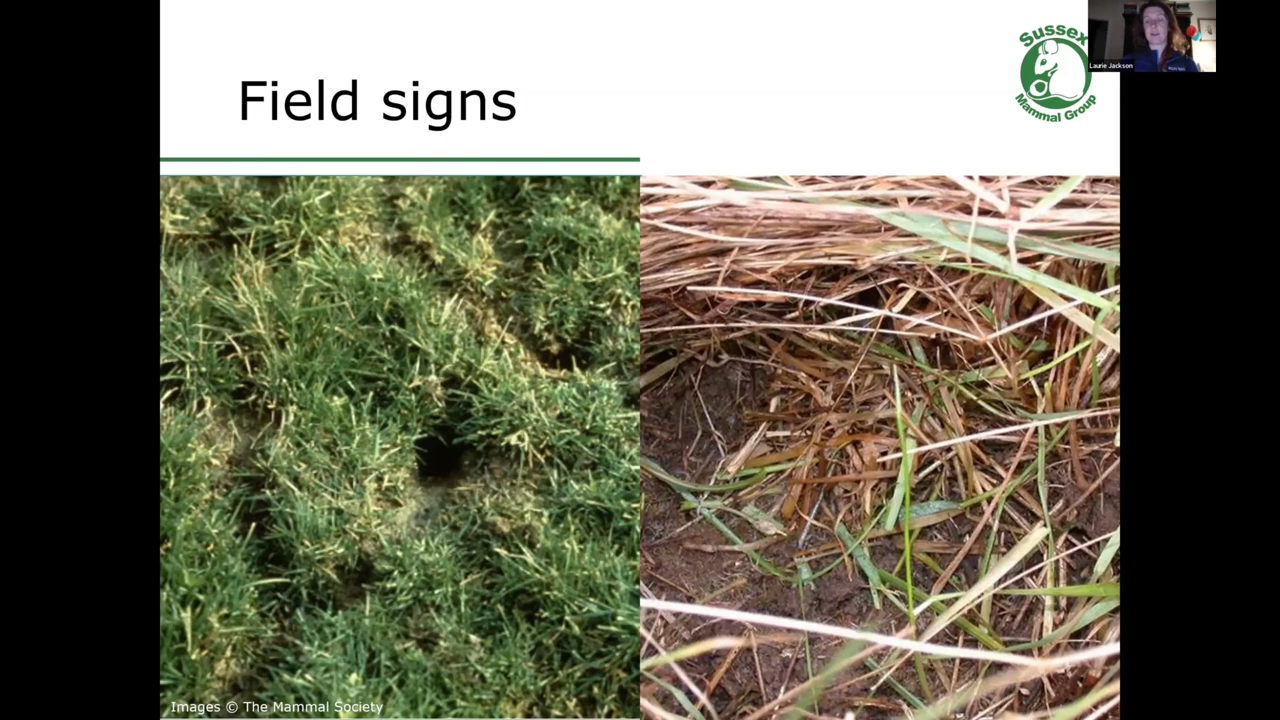 Field signs
Sussex
Mammal Group
Laurie Jackson
Images © The Mammal Society